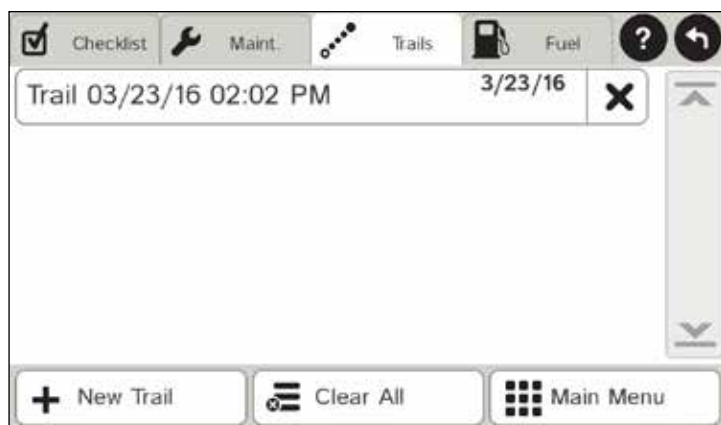 Checklist Maint. Trails Fuel ?
Trail 03/23/16 02:02 PM 3/23/16
New Trail Clear All Main Menu